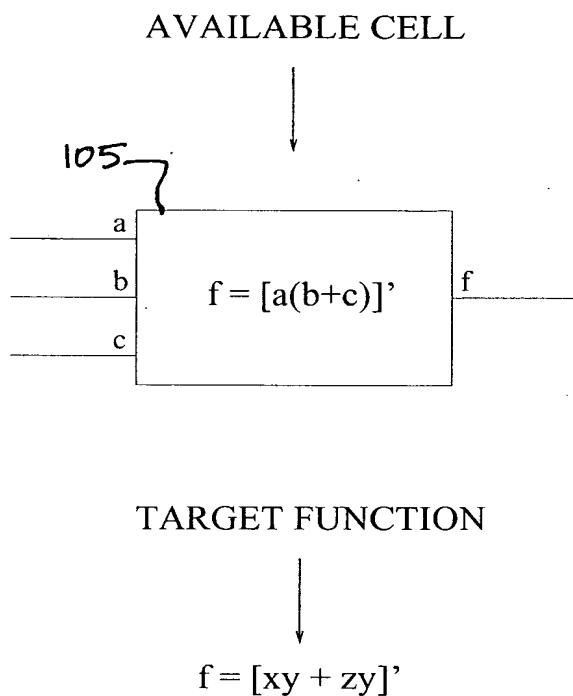 AVAILABLE CELL
105
a
b
c
f = [a(b+c)]’
f
TARGET FUNCTION
f = [xy + zy]’